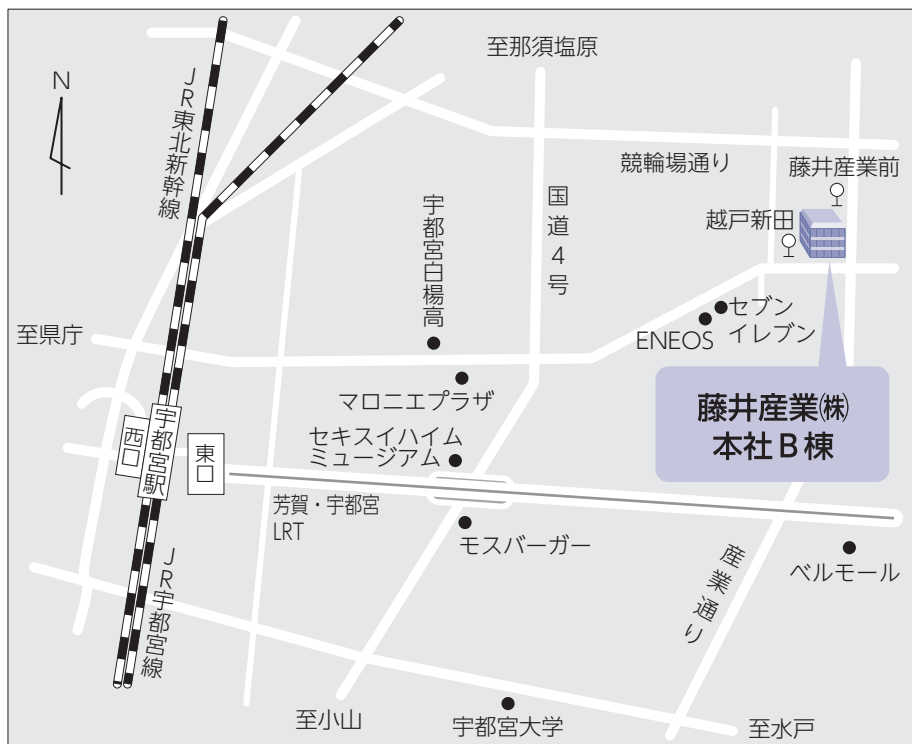 至那須塩原
N
JR東北新幹線
競輪場通り
藤井産業前
国道4号
越戸新田
宇都宮白楊高
セブン
イレブン
ENEOS
至県庁
マロニエプラザ
藤井産業㈱
本社B棟
セキスイハイム
ミュージアム
西口
宇都宮駅
東口
芳賀・宇都宮
LRT
モスバーガー
産業通り
ベルモール
JR宇都宮線
至小山
宇都宮大学
至水戸